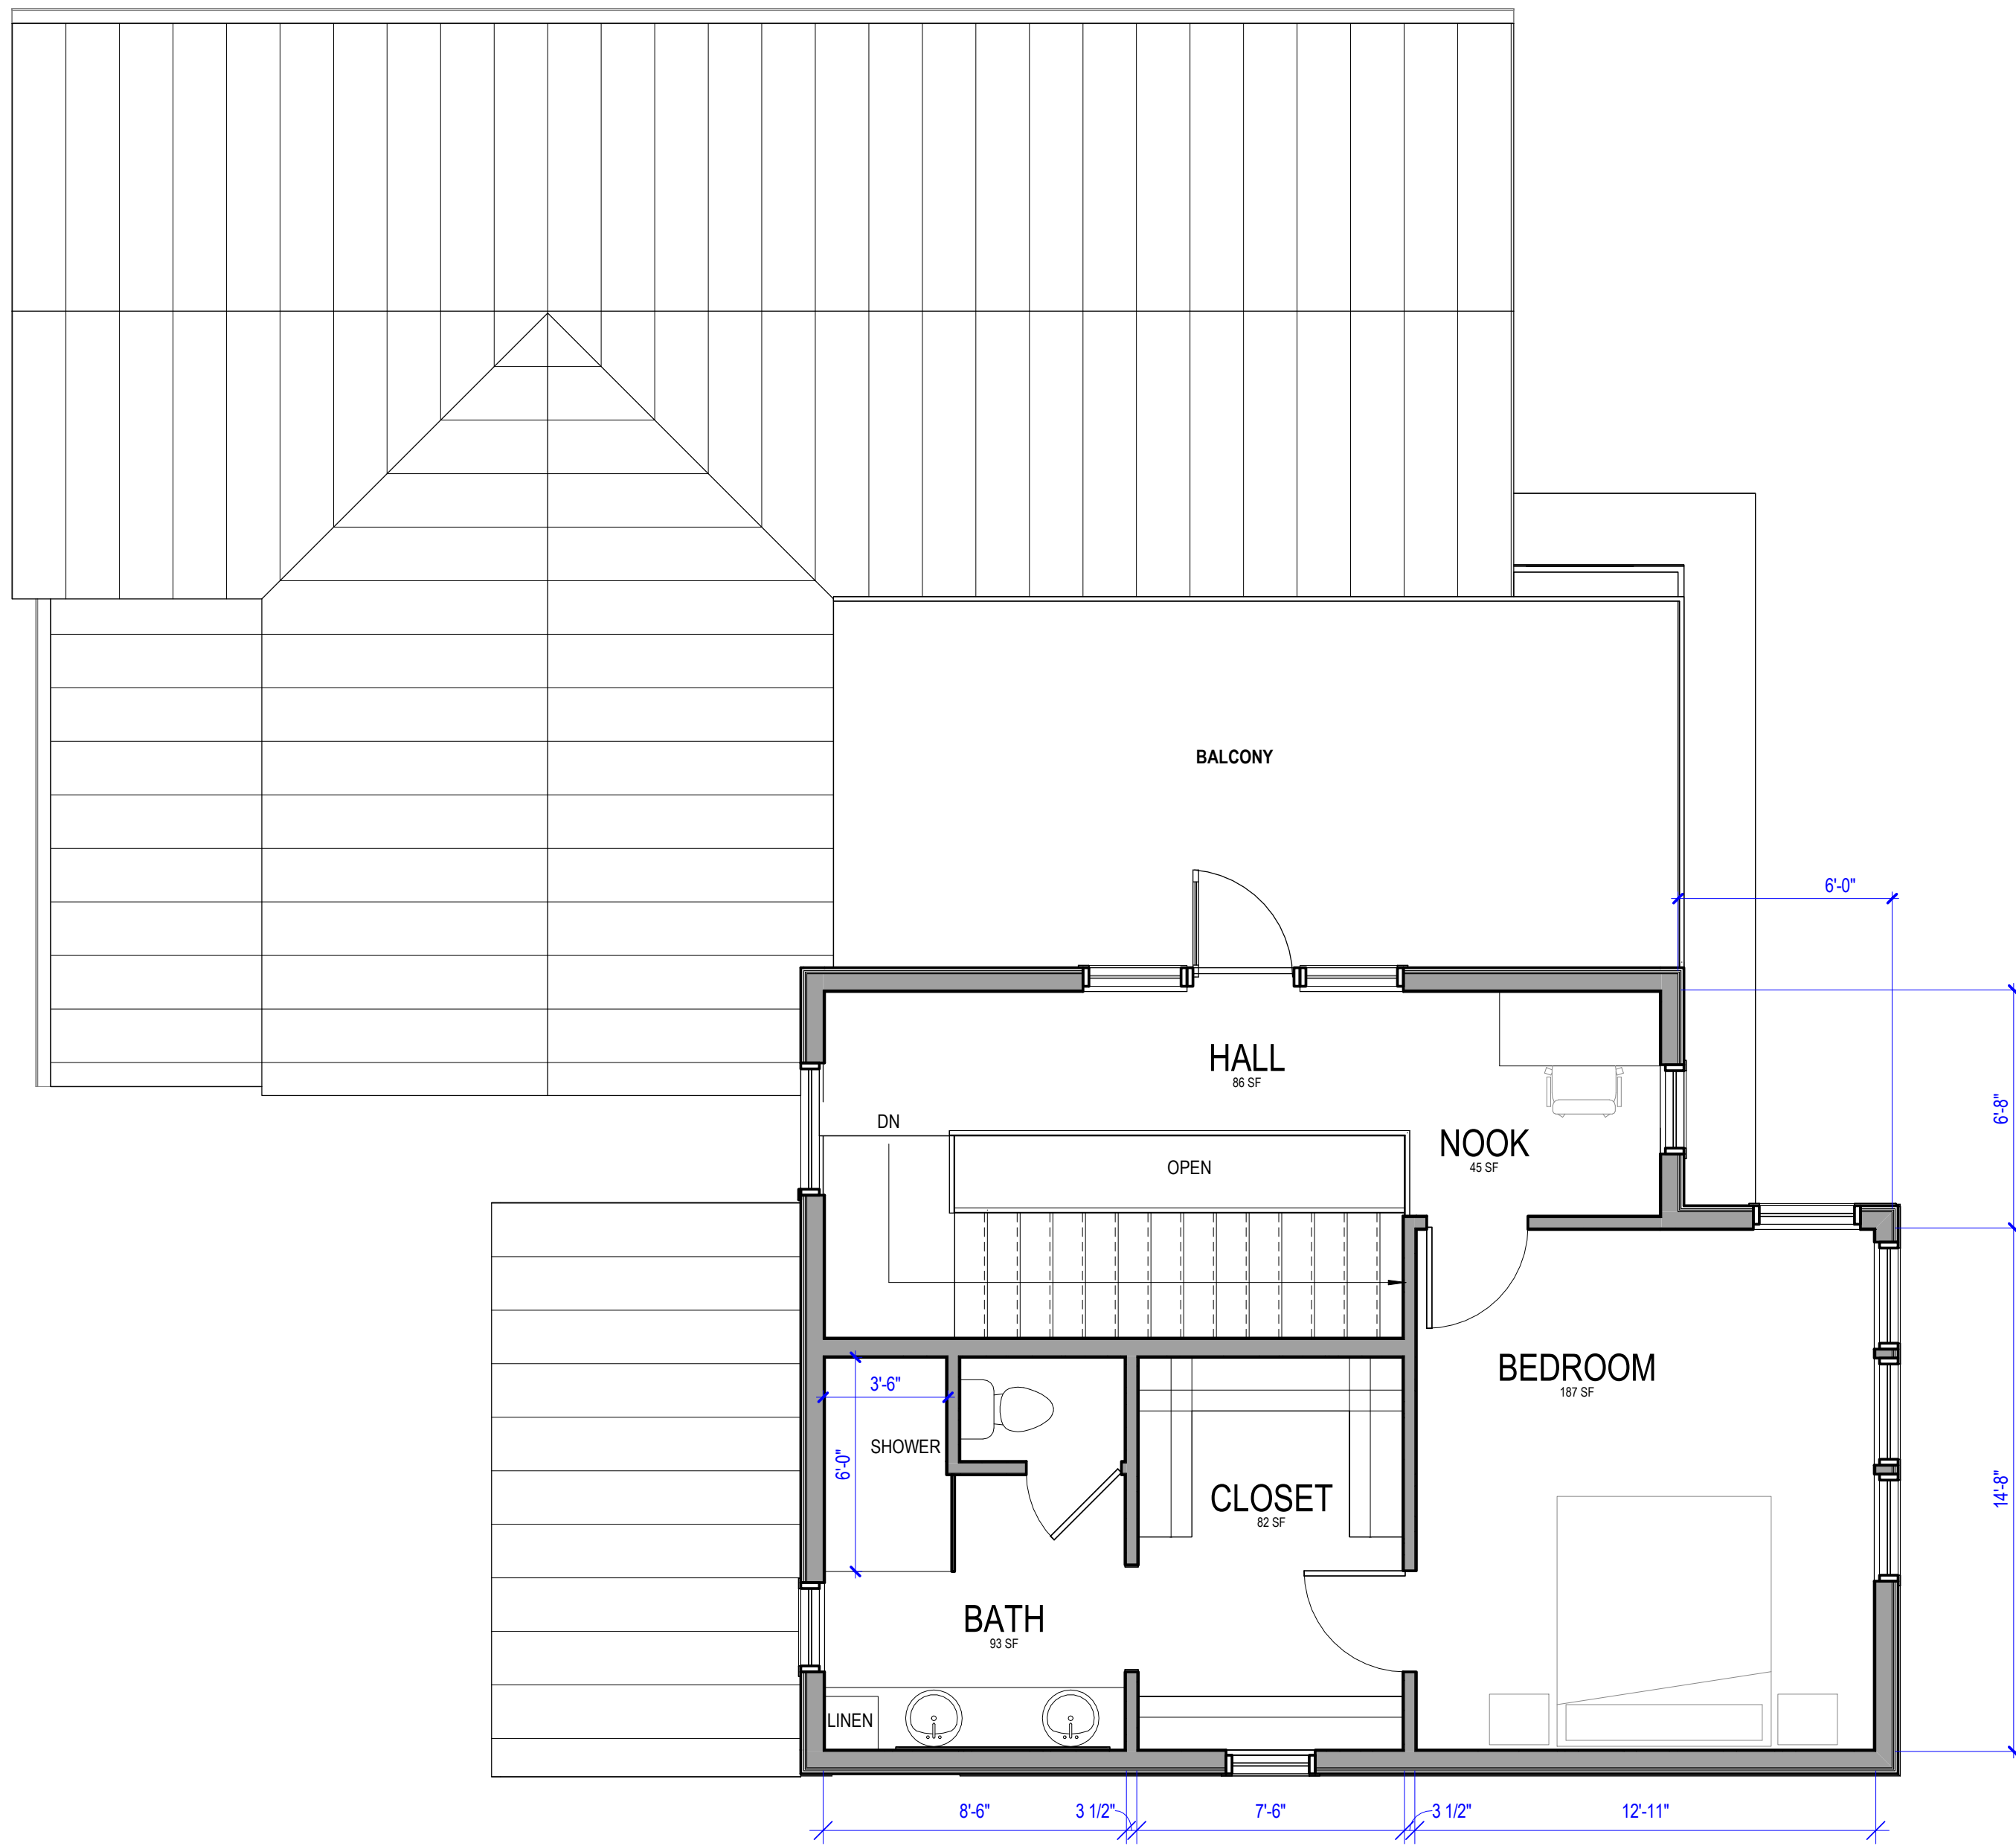 BALCONY
6'-0"
HALL
86 SF
6'-8"
DN
NOOK
45 SF
OPEN
BEDROOM
187 SF
3'-6"
SHOWER
6'-0"
CLOSET
82 SF
14'-8"
BATH
93 SF
LINEN
8'-6"
3 1/2"
7'-6"
3 1/2"
12'-11"